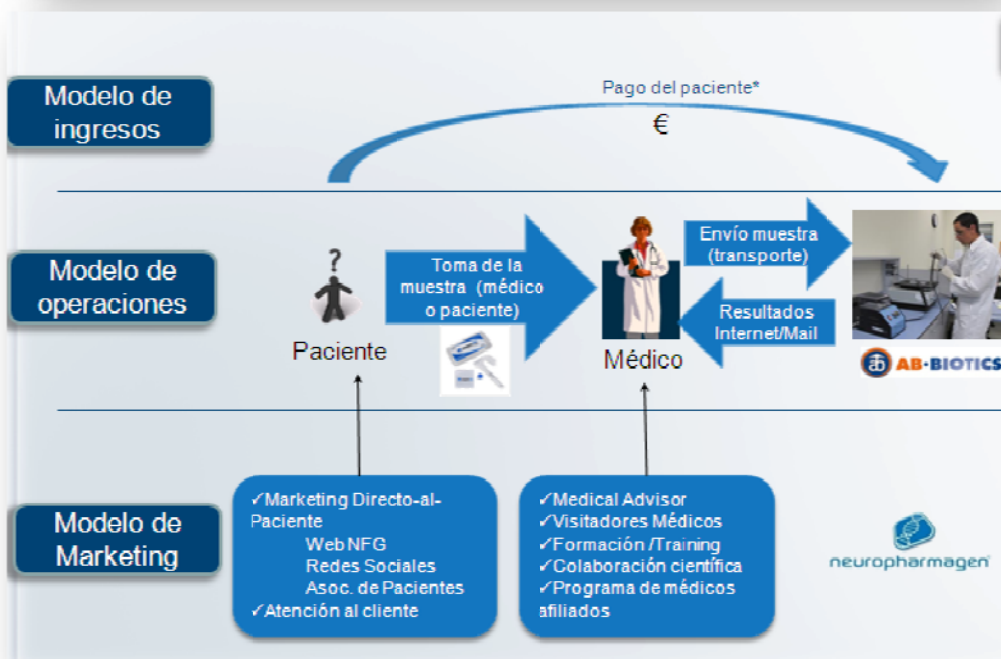 Modelo de
ingresos
Pago del paciente*
€
Modelo de
operaciones
?
Paciente
Toma de la
muestra (médico
o paciente)
Médico
Envío muestra
(transporte)
Resultados
Internet/Mail
AB-BIOTICS
Modelo de
Marketing
✓Marketing Directo-al-
Paciente
Web NFG
Redes Sociales
Asoc. de Pacientes
✓Atención al cliente
✓Medical Advisor
✓Visitadores Médicos
✓Formación /Training
✓Colaboración científica
✓Programa de médicos
afiliados
neuropharmagen